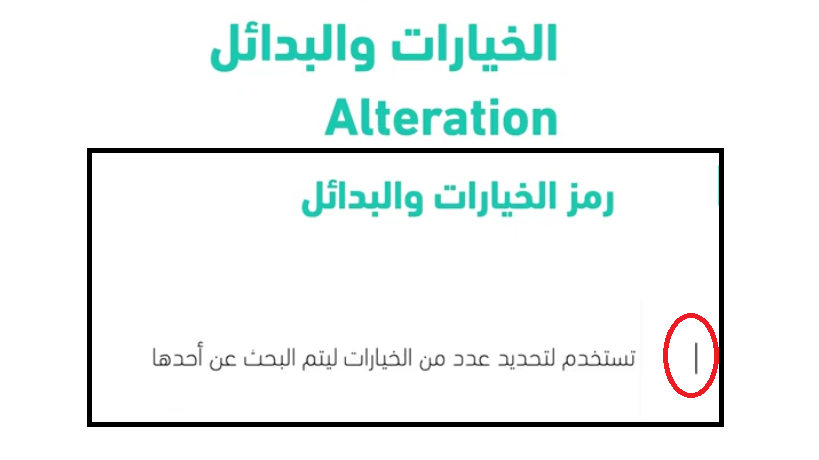 الخيارات والبدائل
Alteration
رمز الخيارات والبدائل
| تستخدم لتحديد عدد من الخيارات ليتم البحث عن أحدها